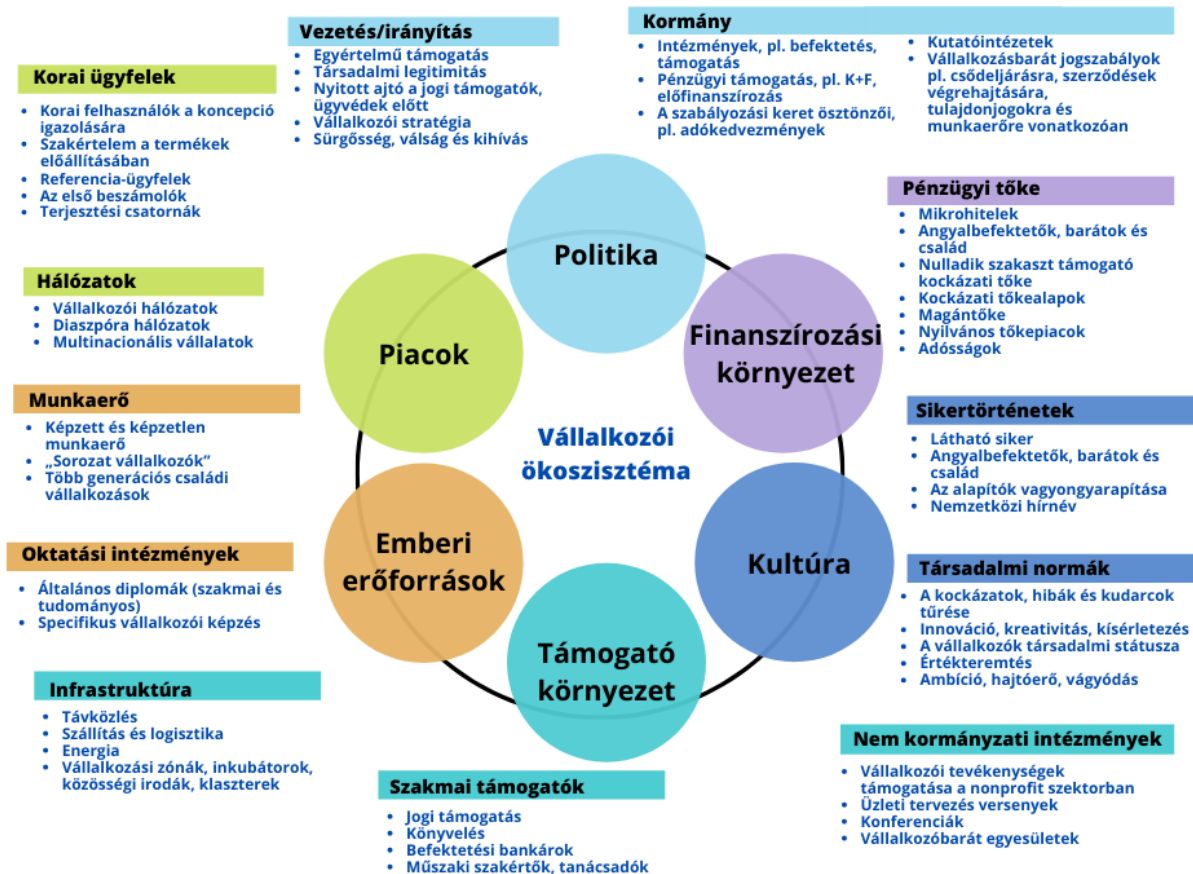 Vezetés/irányítás
• Egyértelmű támogatás
• Társadalmi legitimitás
• Nyitott ajtó a jogi támogatók,
ügyvédek előtt
• Vállalkozói stratégia
• Sürgősség, válság és kihívás
Kormány
• Intézmények, pl. befektetés,
támogatás
• Pénzügyi támogatás, pl. K+F,
előfinanszírozás
• A szabályozási keret ösztönzői,
pl. adókedvezmények
• Kutatóintézetek
• Vállalkozásbarát jogszabályok
pl. csődeljárásra, szerződések
végrehajtására,
tulajdonjogokra és
munkaerőre vonatkozóan
Korai ügyfelek
• Korai felhasználók a koncepció
igazolására
• Szakértelem a termékek
előállításában
• Referencia-ügyfelek
• Az első beszámolók
• Terjesztési csatornák
Pénzügyi tőke
• Mikrohitelek
• Angyalbefektetők, barátok és
család
• Nulladik szakaszt támogató
kockázati tőke
• Kockázati tőkealapok
• Magántőke
• Nyilvános tőkepiacok
• Adósságok
Hálózatok
• Vállalkozói hálózatok
• Diaszpóra hálózatok
• Multinacionális vállalatok
Politika
Piacok
Finanszírozási
környezet
Vállalkozói
ökoszisztéma
Emberi
erőforrások
Kultúra
Támogató
környezet
Munkaerő
• Képzett és képzetlen
munkaerő
• „Sorozat vállalkozók”
• Több generációs családi
vállalkozások
Sikertörténetek
• Látható siker
• Angyalbefektetők, barátok és
család
• Az alapítók vagyongyarapítása
• Nemzetközi hírnév
Oktatási intézmények
• Általános diplomák (szakmai és
tudományos)
• Specifikus vállalkozói képzés
Társadalmi normák
• A kockázatok, hibák és kudarcok
tűrése
• Innováció, kreativitás, kísérletezés
• A vállalkozók társadalmi státusza
• Értékteremtés
• Ambíció, hajtóerő, vágyódás
Infrastruktúra
• Távközlés
• Szállítás és logisztika
• Energia
• Vállalkozási zónák, inkubátorok,
közösségi irodák, klaszterek
Szakmai támogatók
• Jogi támogatás
• Könyvelés
• Befektetési bankárok
• Műszaki szakértők, tanácsadók
Nem kormányzati intézmények
• Vállalkozói tevékenységek
támogatása a nonprofit szektorban
• Üzleti tervezés versenyek
• Konferenciák
• Vállalkozóbarát egyesületek